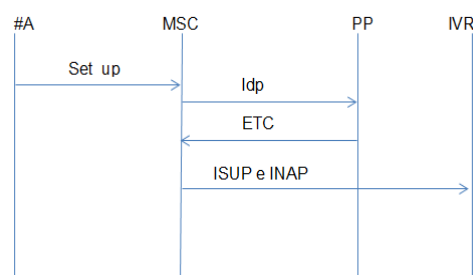 #A MSC PP IVR
Set up
Idp
ETC
ISUP e INAP